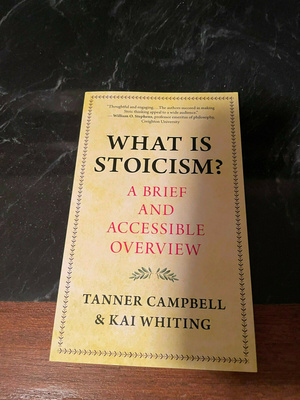 "Thoughtful and engaging. . . . The authors succeed in making
Stoic thinking appeal to a wide audience."
—William O. Stephens, professor emeritus of philosophy,
Creighton University
WHAT IS
STOICISM?
A BRIEF
AND
ACCESSIBLE
OVERVIEW
TANNER CAMPBELL
& KAI WHITING